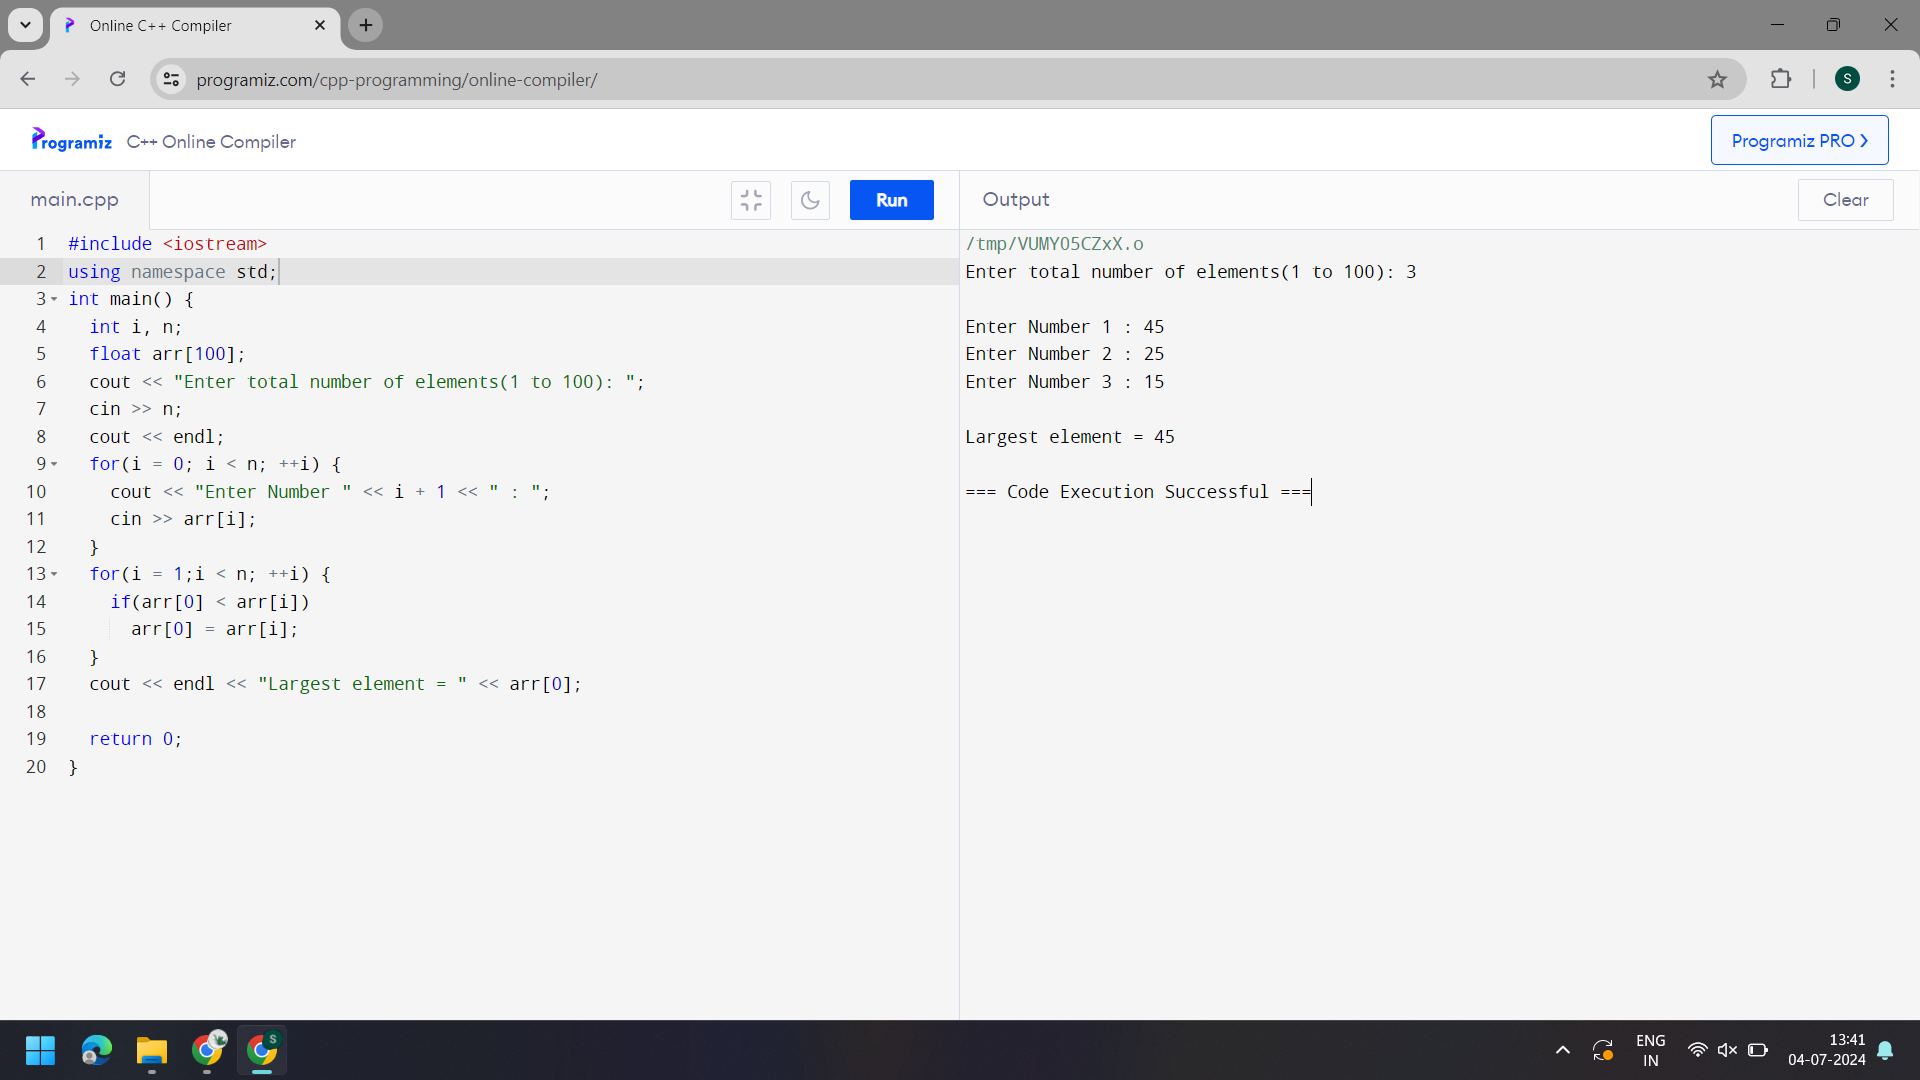 Online C++ Compiler
programiz.com/cpp-programming/online-compiler/
S
Programiz C++ Online Compiler
Programiz PRO
main.cpp
Run
Output
Clear
1 #include <iostream>
2 using namespace std;
3 int main() {
4   int i, n;
5   float arr[100];
6   cout << "Enter total number of elements(1 to 100): ";
7   cin >> n;
8   cout << endl;
9   for(i = 0; i < n; ++i) {
10     cout << "Enter Number " << i + 1 << " : ";
11     cin >> arr[i];
12   }
13   for(i = 1;i < n; ++i) {
14     if(arr[0] < arr[i])
15       arr[0] = arr[i];
16   }
17   cout << endl << "Largest element = " << arr[0];
18
19   return 0;
20 }
/tmp/VUMYO5CZxX.o
Enter total number of elements(1 to 100): 3
Enter Number 1 : 45
Enter Number 2 : 25
Enter Number 3 : 15
Largest element = 45
=== Code Execution Successful ===
S
ENG
IN
13:41
04-07-2024